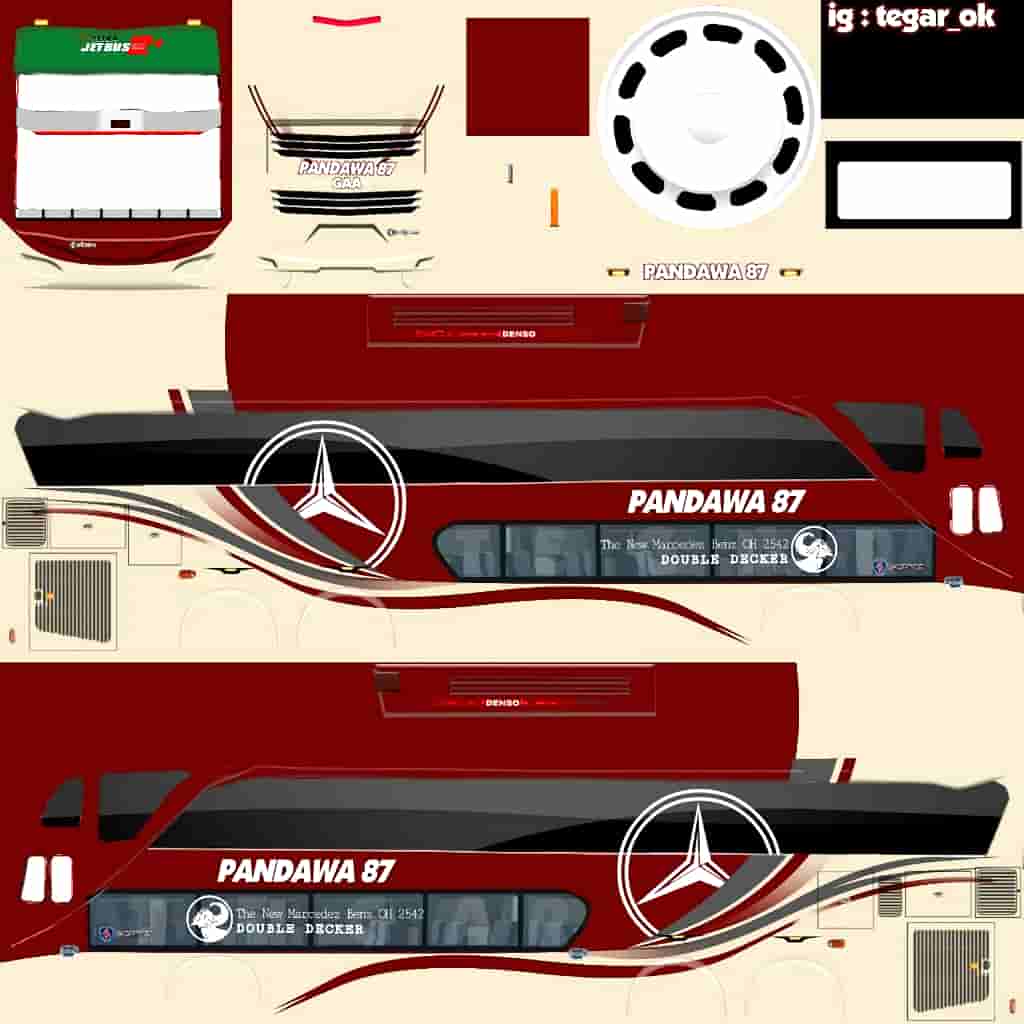 ig : tegar_ok
JETBUS 2+
PANDAWA 87
GAA
PANDAWA 87
DENSO
PANDAWA 87
The New Marcedez Benz OH 2542
DOUBLE DECKER
DENSO
PANDAWA 87
The New Marcedez Benz OH 2542
DOUBLE DECKER